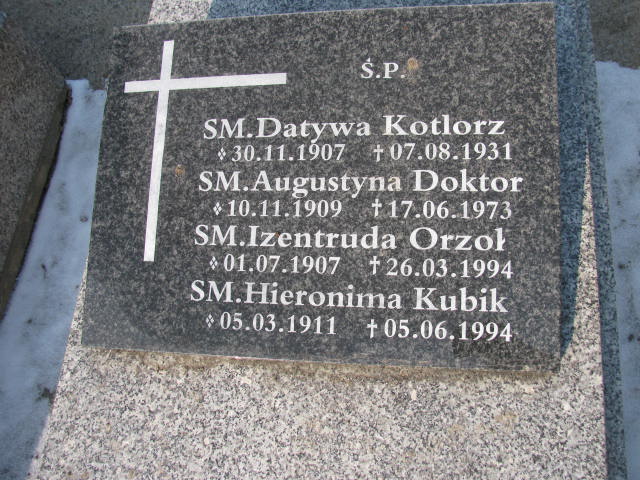 Ś.P.
SM.Datywa Kotlorz
30.11.1907 †07.08.1931
SM.Augustyna Doktor
10.11.1909 †17.06.1973
SM.Izentruda Orzoł
01.07.1907 †26.03.1994
SM.Hieronima Kubik
05.03.1911 †05.06.1994